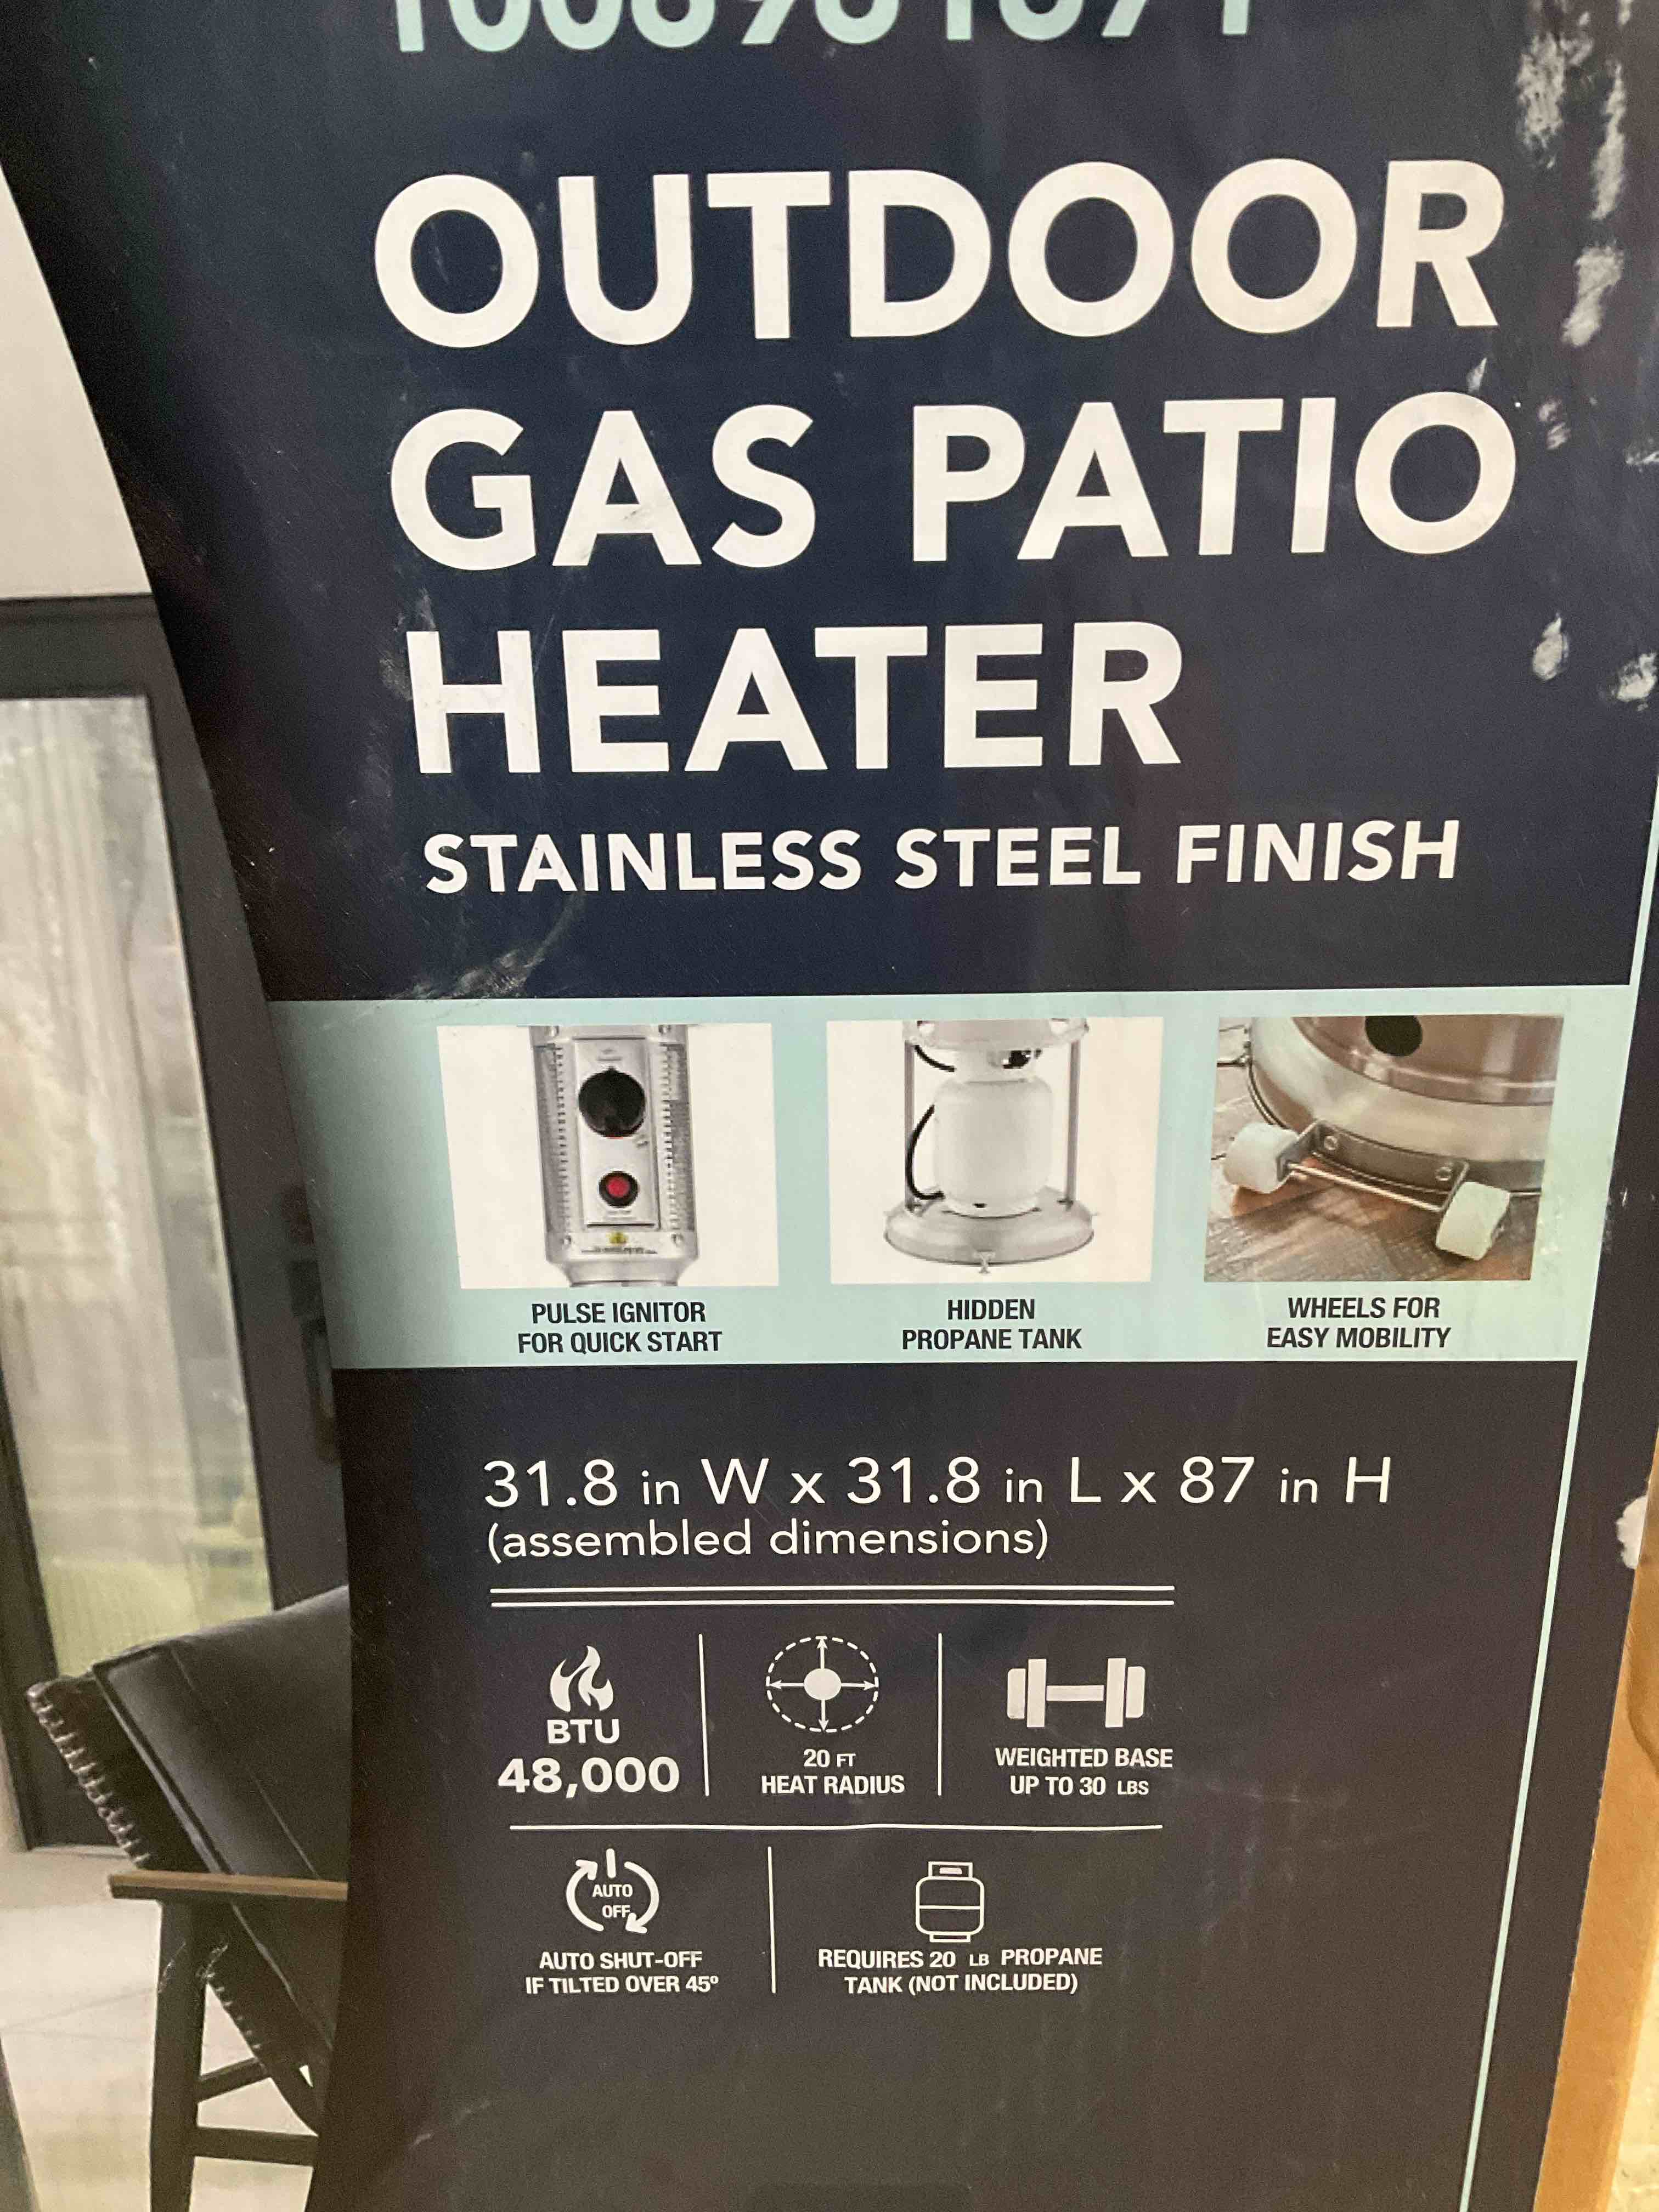 OUTDOOR
GAS PATIO
HEATER
STAINLESS STEEL FINISH
PULSE IGNITOR
FOR QUICK START
HIDDEN
PROPANE TANK
WHEELS FOR
EASY MOBILITY
31.8 in W x 31.8 in L x 87 in H
(assembled dimensions)
BTU
48,000
20 FT
HEAT RADIUS
WEIGHTED BASE
UP TO 30 LBS
AUTO
OFF
AUTO SHUT-OFF
IF TILTED OVER 45º
REQUIRES 20 LB PROPANE
TANK (NOT INCLUDED)